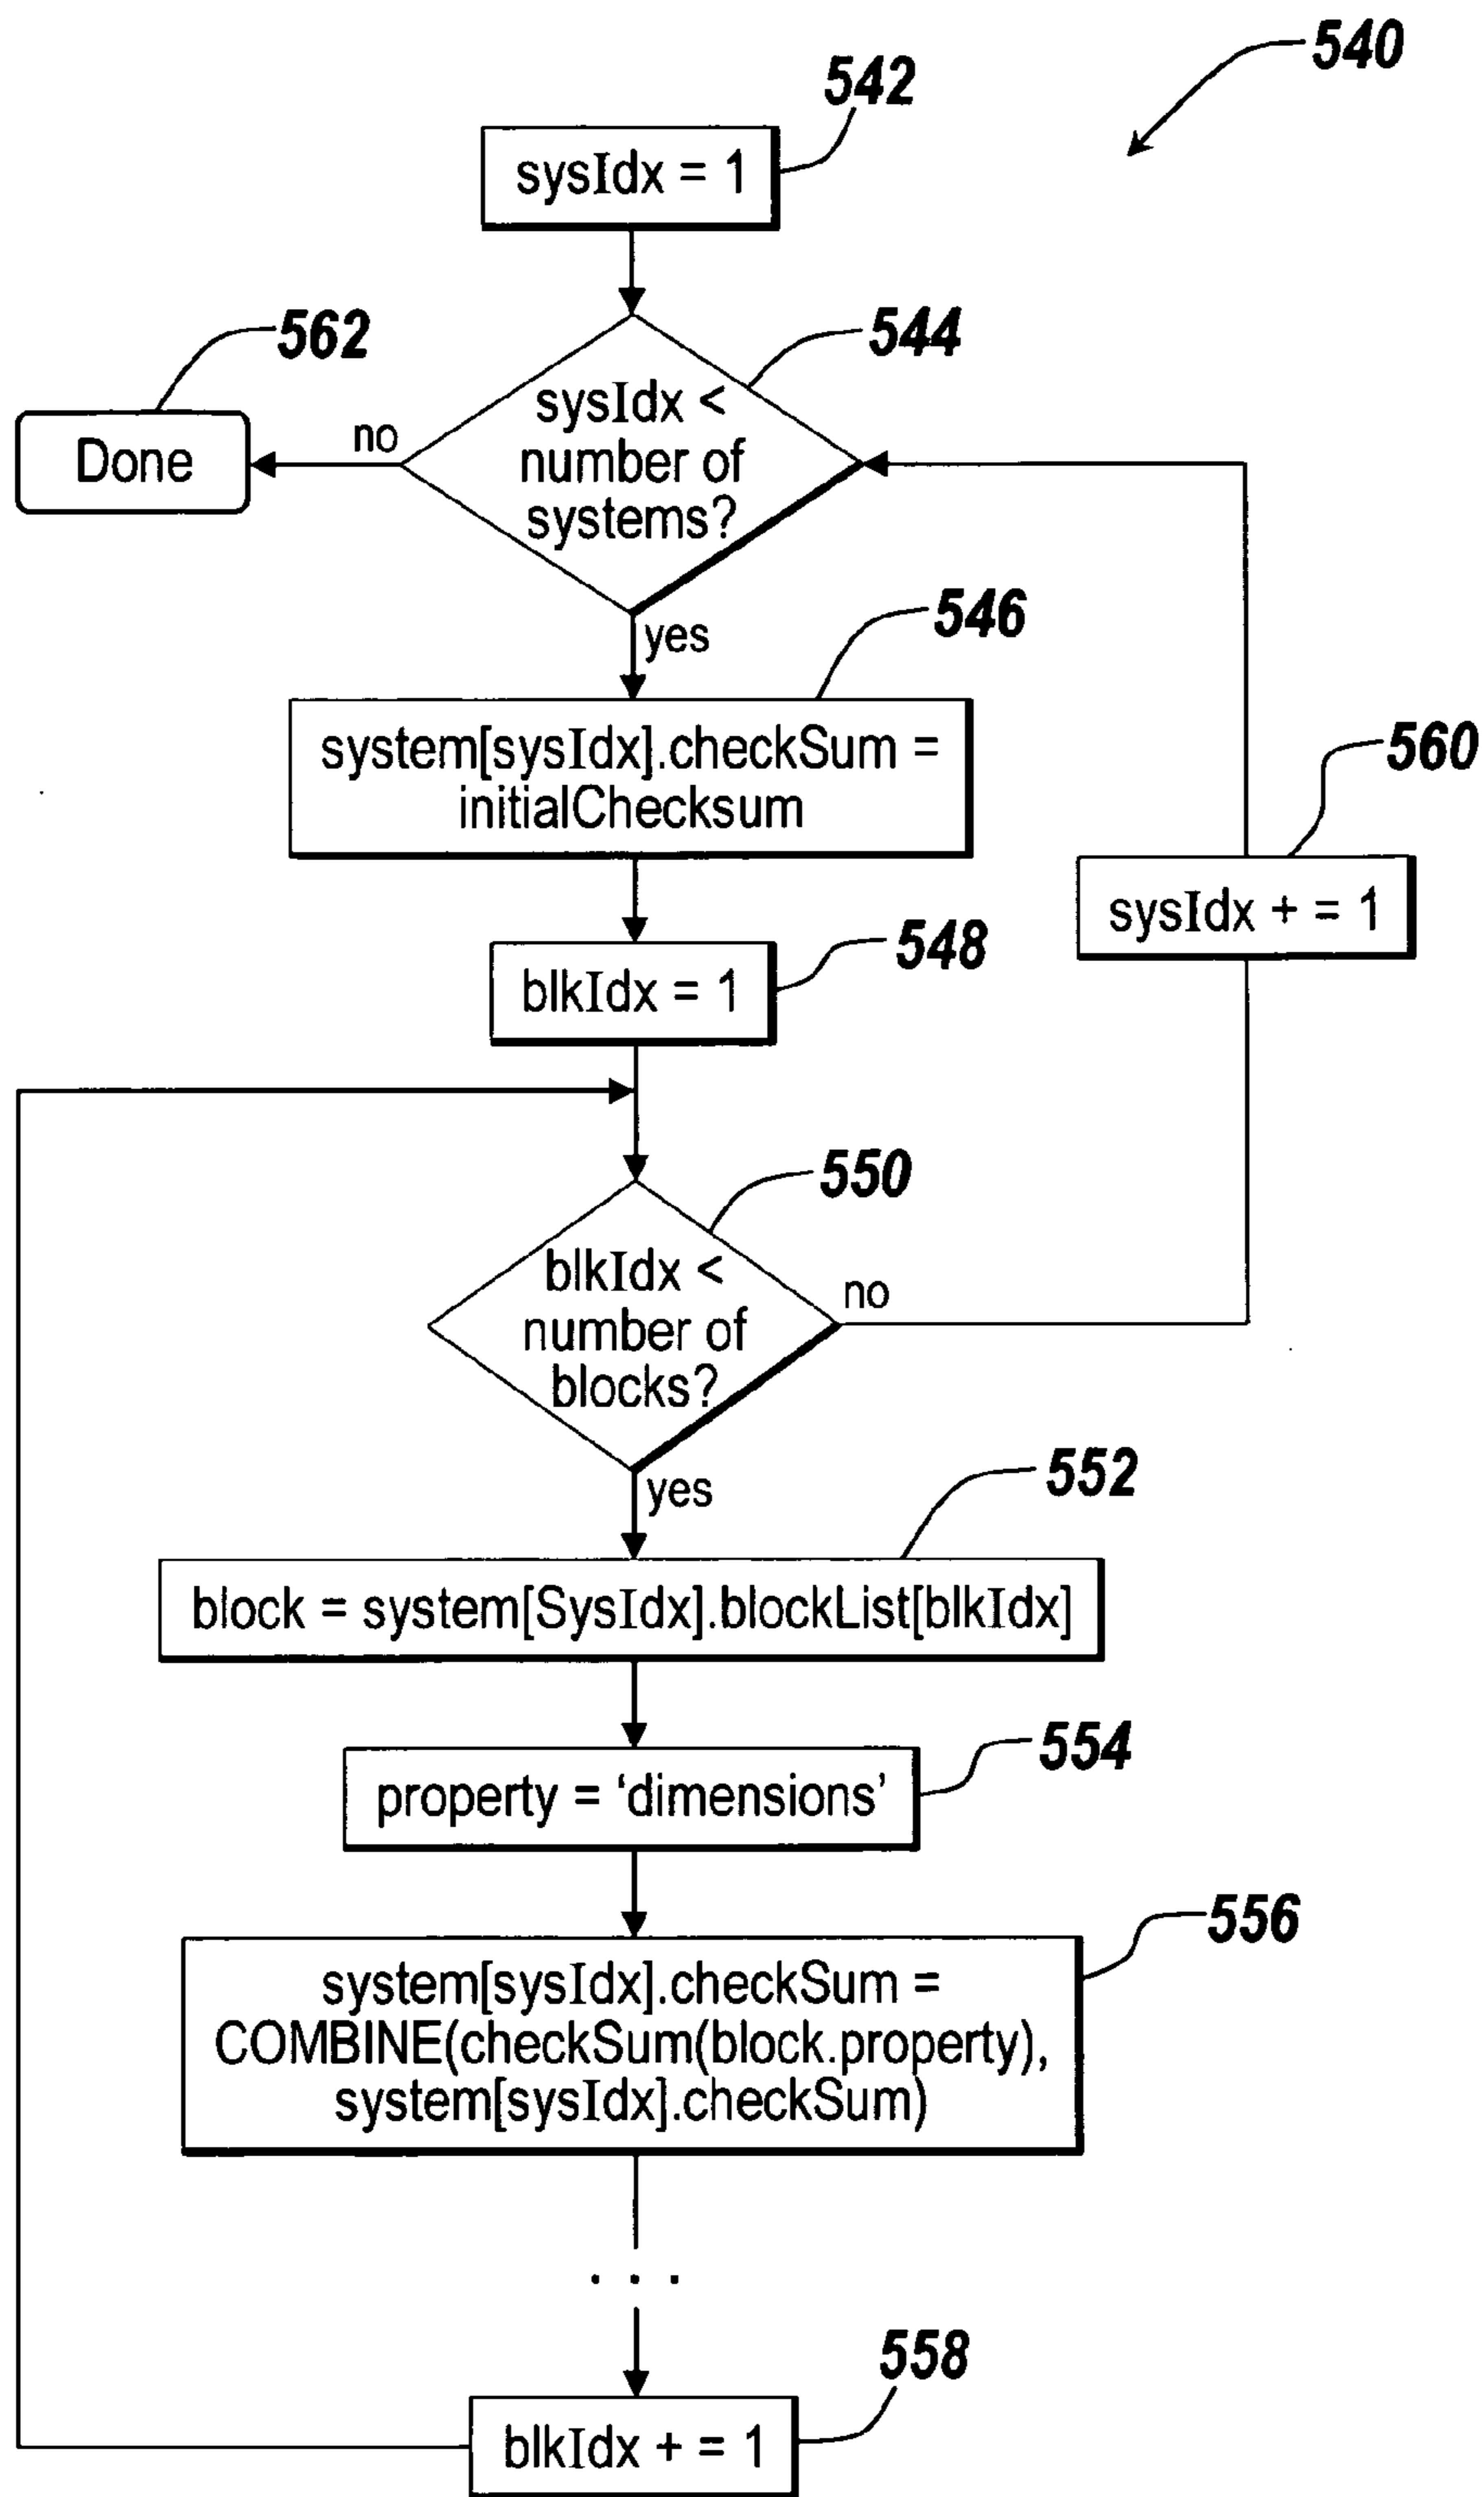 540
542
sysIdx = 1
562
544
sysIdx <
number of
systems?
no
Done
yes
546
system[sysIdx].checkSum =
initialChecksum
560
sysIdx + = 1
548
blkIdx = 1
550
blkIdx <
number of
blocks?
no
yes
552
block = system[SysIdx].blockList[blkIdx]
554
property = ‘dimensions’
556
system[sysIdx].checkSum =
COMBINE(checkSum(block.property),
system[sysIdx].checkSum)
. . .
558
blkIdx + = 1